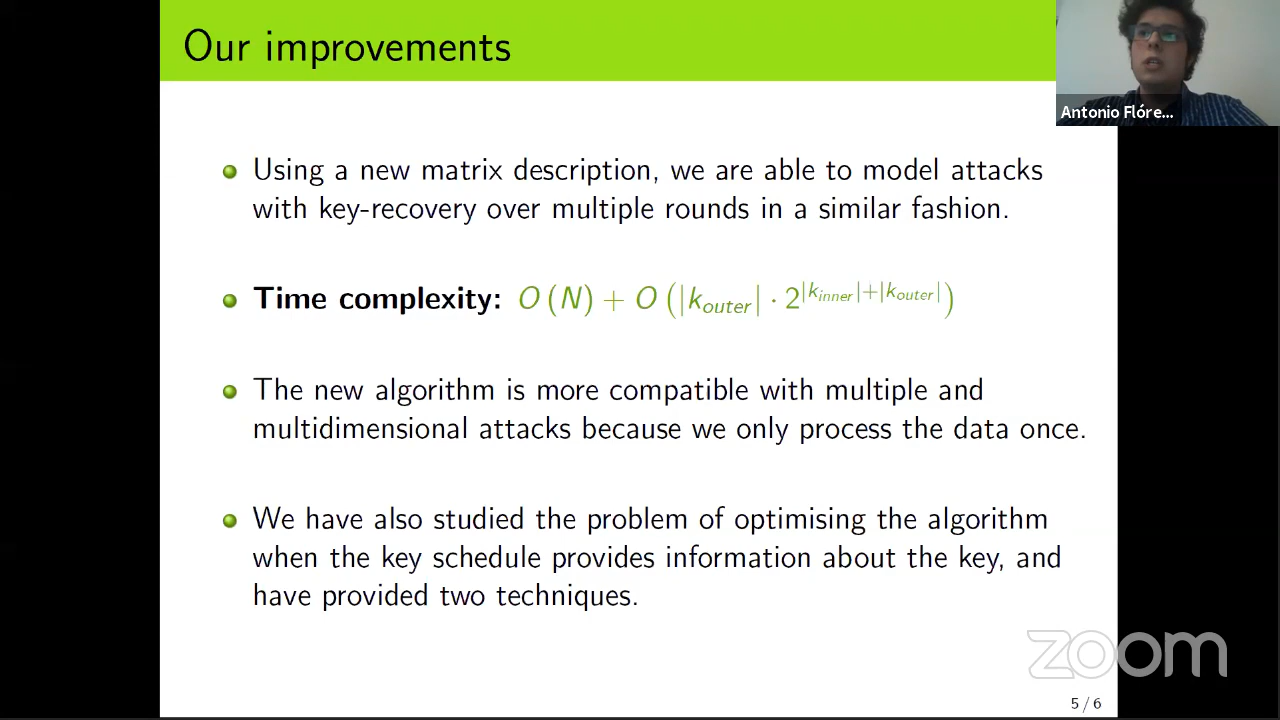 Our improvements
Antonio Flóre...
Using a new matrix description, we are able to model attacks
with key-recovery over multiple rounds in a similar fashion.
Time complexity: O (N) + O (|k_outer| · 2^{|k_inner|+|k_outer|})
The new algorithm is more compatible with multiple and
multidimensional attacks because we only process the data once.
We have also studied the problem of optimising the algorithm
when the key schedule provides information about the key, and
have provided two techniques.
zoom
5 / 6